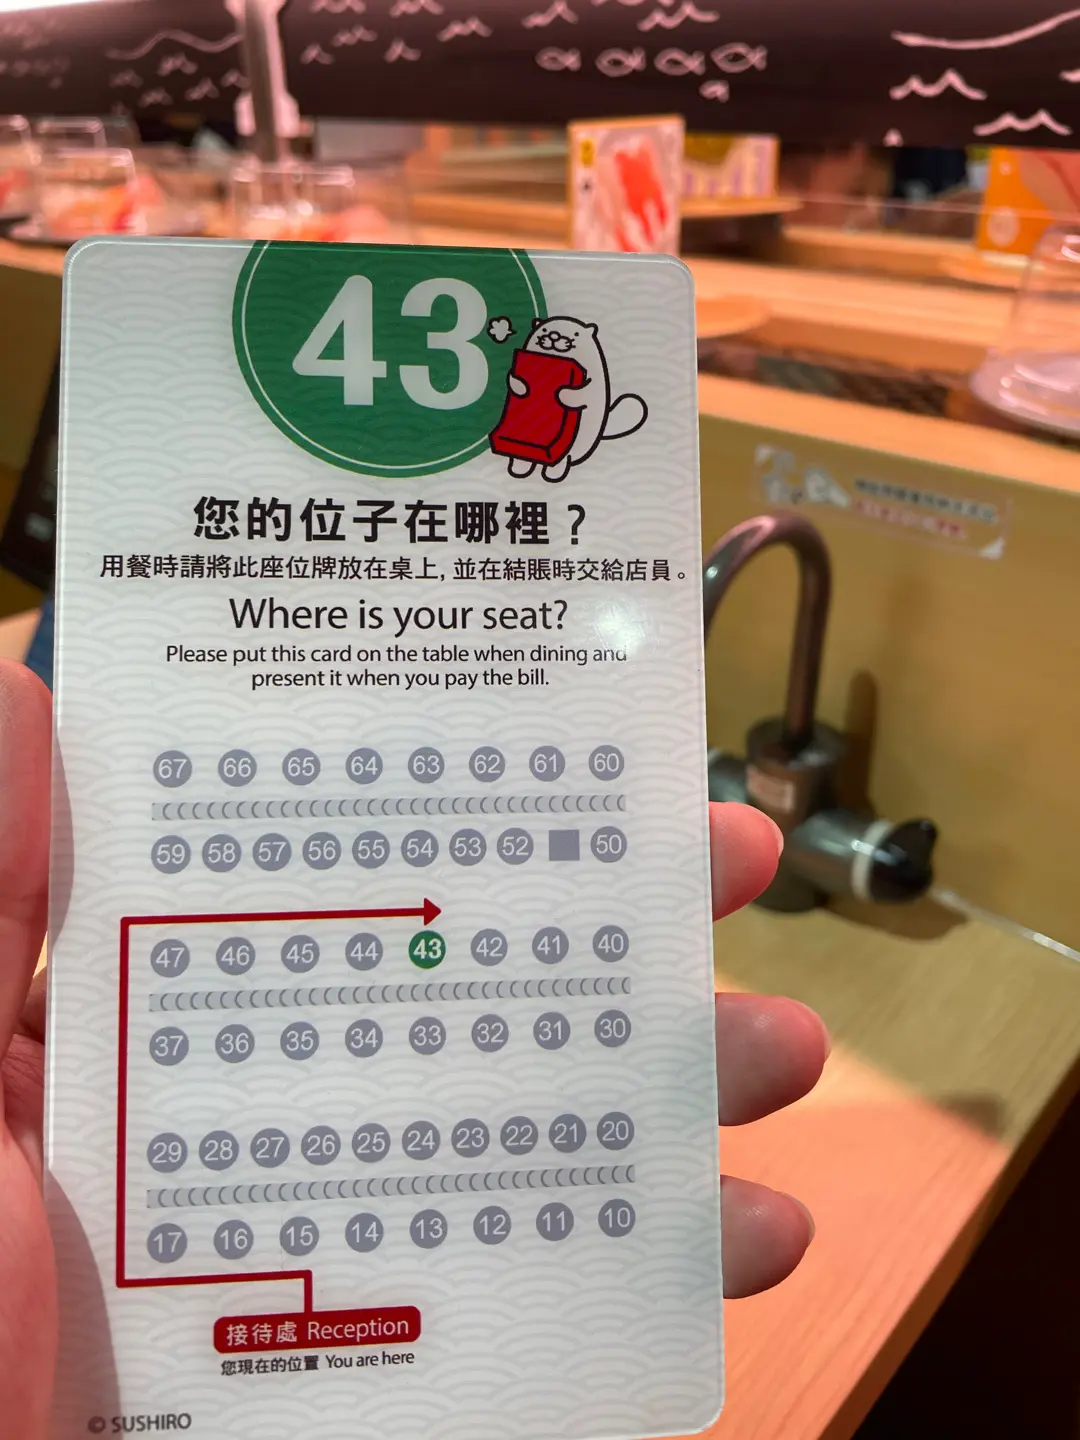 43
您的位子在哪裡？
用餐時請將此座位牌放在桌上, 並在結賬時交給店員。
Where is your seat?
Please put this card on the table when dining and
present it when you pay the bill.
67 66 65 64 63 62 61 60
59 58 57 56 55 54 53 52 50
47 46 45 44 43 42 41 40
37 36 35 34 33 32 31 30
29 28 27 26 25 24 23 22 21 20
17 16 15 14 13 12 11 10
接待處 Reception
您現在的位置 You are here
© SUSHIRO